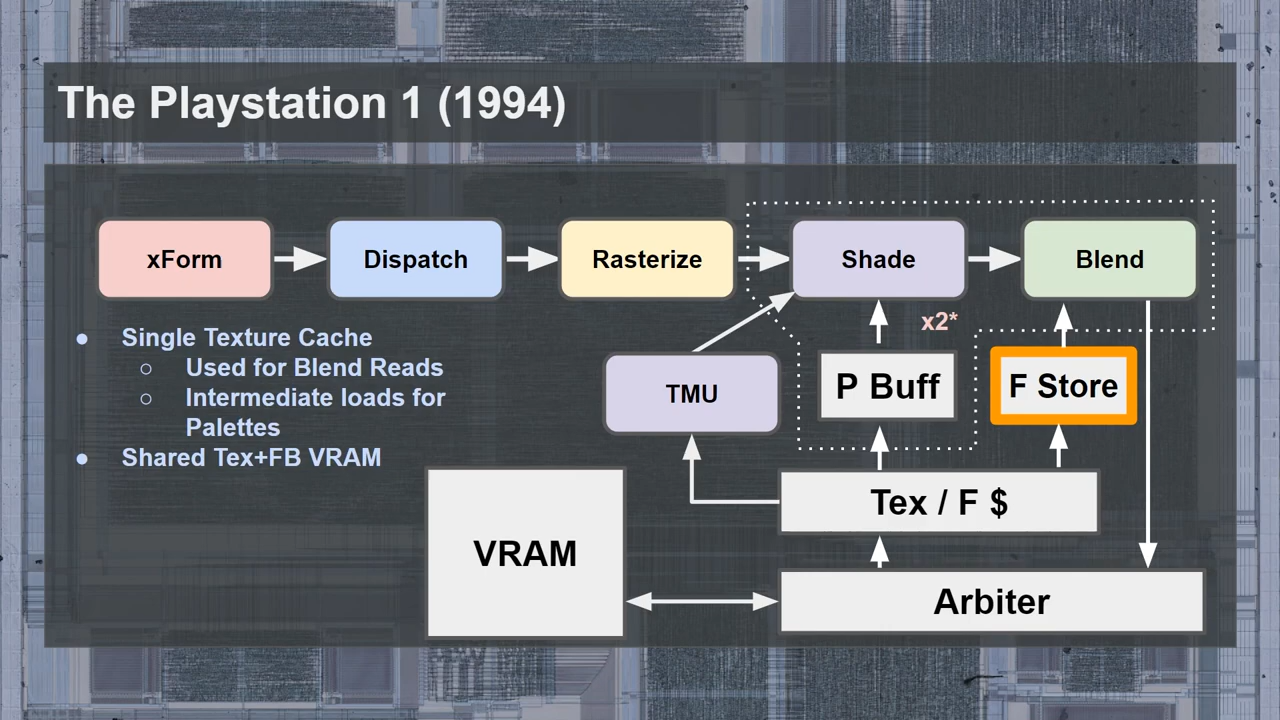 The Playstation 1 (1994)
xForm
Dispatch
Rasterize
Shade
Blend
● Single Texture Cache
○ Used for Blend Reads
○ Intermediate loads for
Palettes
● Shared Tex+FB VRAM
x2*
TMU
P Buff
F Store
Tex / F $
VRAM
Arbiter